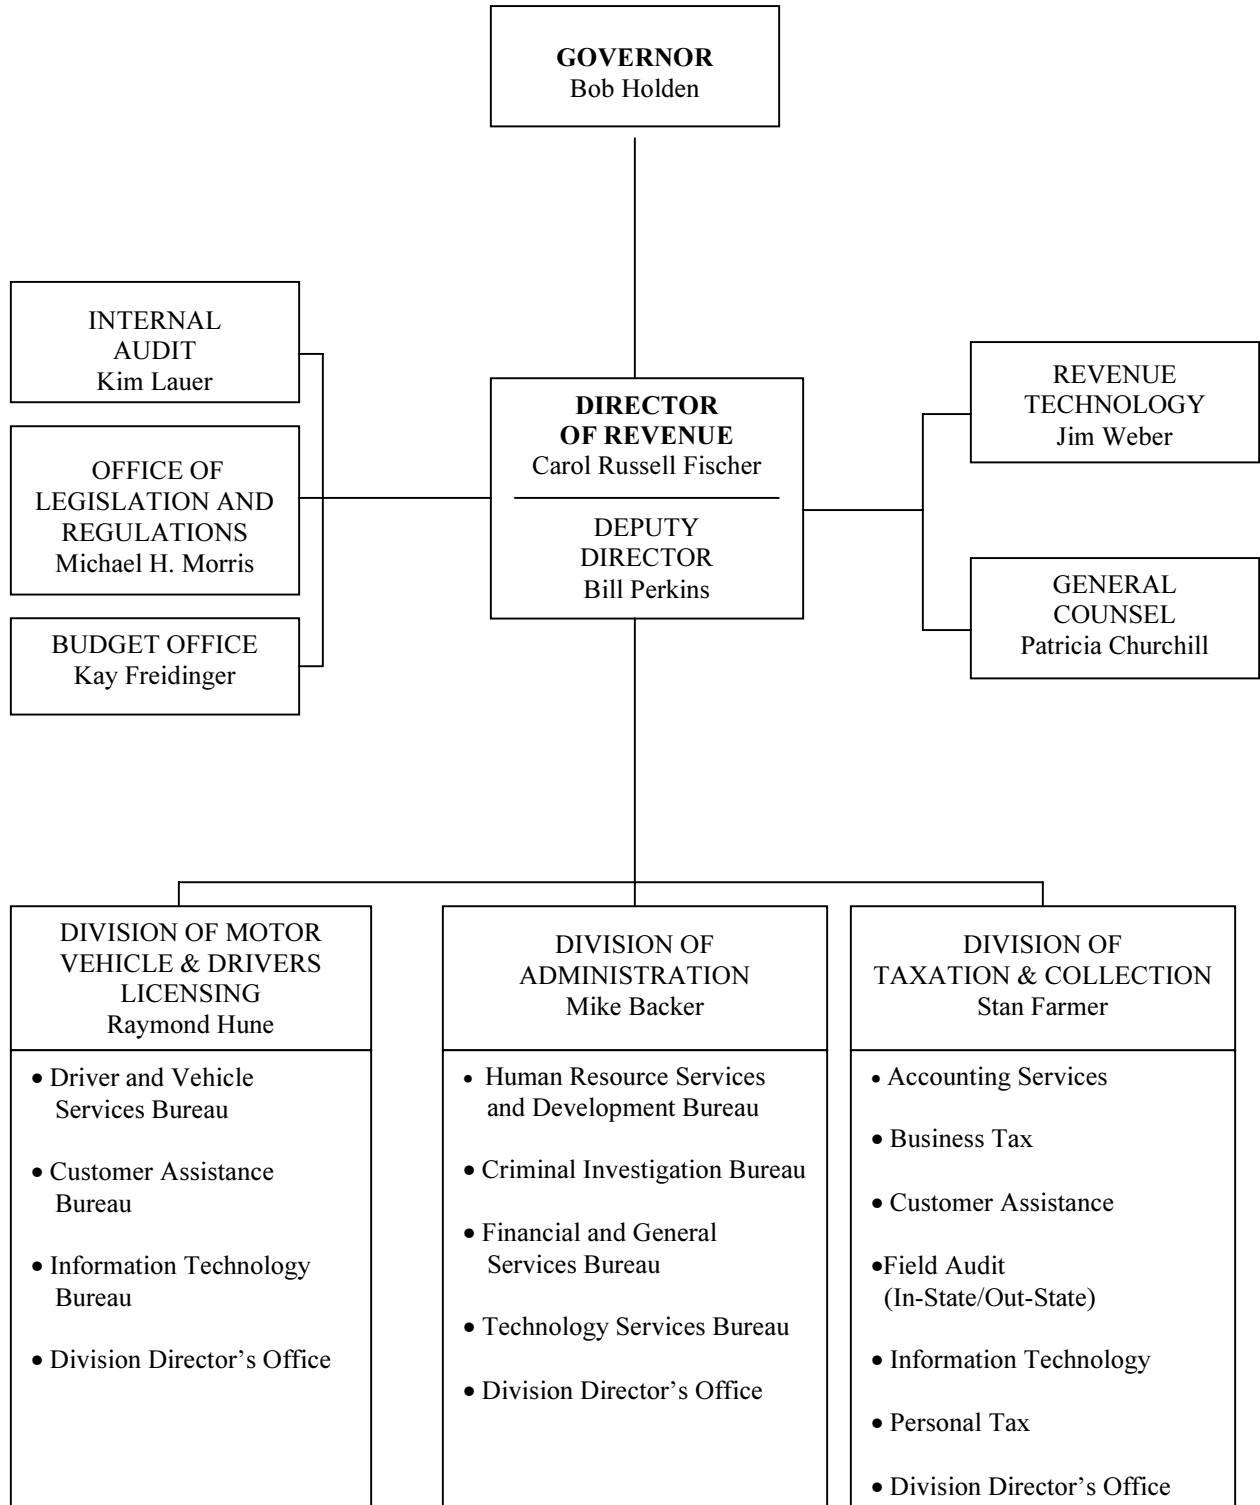 GOVERNOR
Bob Holden
INTERNAL
AUDIT
Kim Lauer
OFFICE OF
LEGISLATION AND
REGULATIONS
Michael H. Morris
BUDGET OFFICE
Kay Freidinger
DIRECTOR
OF REVENUE
Carol Russell Fischer
DEPUTY
DIRECTOR
Bill Perkins
REVENUE
TECHNOLOGY
Jim Weber
GENERAL
COUNSEL
Patricia Churchill
DIVISION OF MOTOR
VEHICLE & DRIVERS
LICENSING
Raymond Hune
• Driver and Vehicle
Services Bureau
• Customer Assistance
Bureau
• Information Technology
Bureau
• Division Director’s Office
DIVISION OF
ADMINISTRATION
Mike Backer
• Human Resource Services
and Development Bureau
• Criminal Investigation Bureau
• Financial and General
Services Bureau
• Technology Services Bureau
• Division Director’s Office
DIVISION OF
TAXATION & COLLECTION
Stan Farmer
• Accounting Services
• Business Tax
• Customer Assistance
•Field Audit
(In-State/Out-State)
• Information Technology
• Personal Tax
• Division Director’s Office